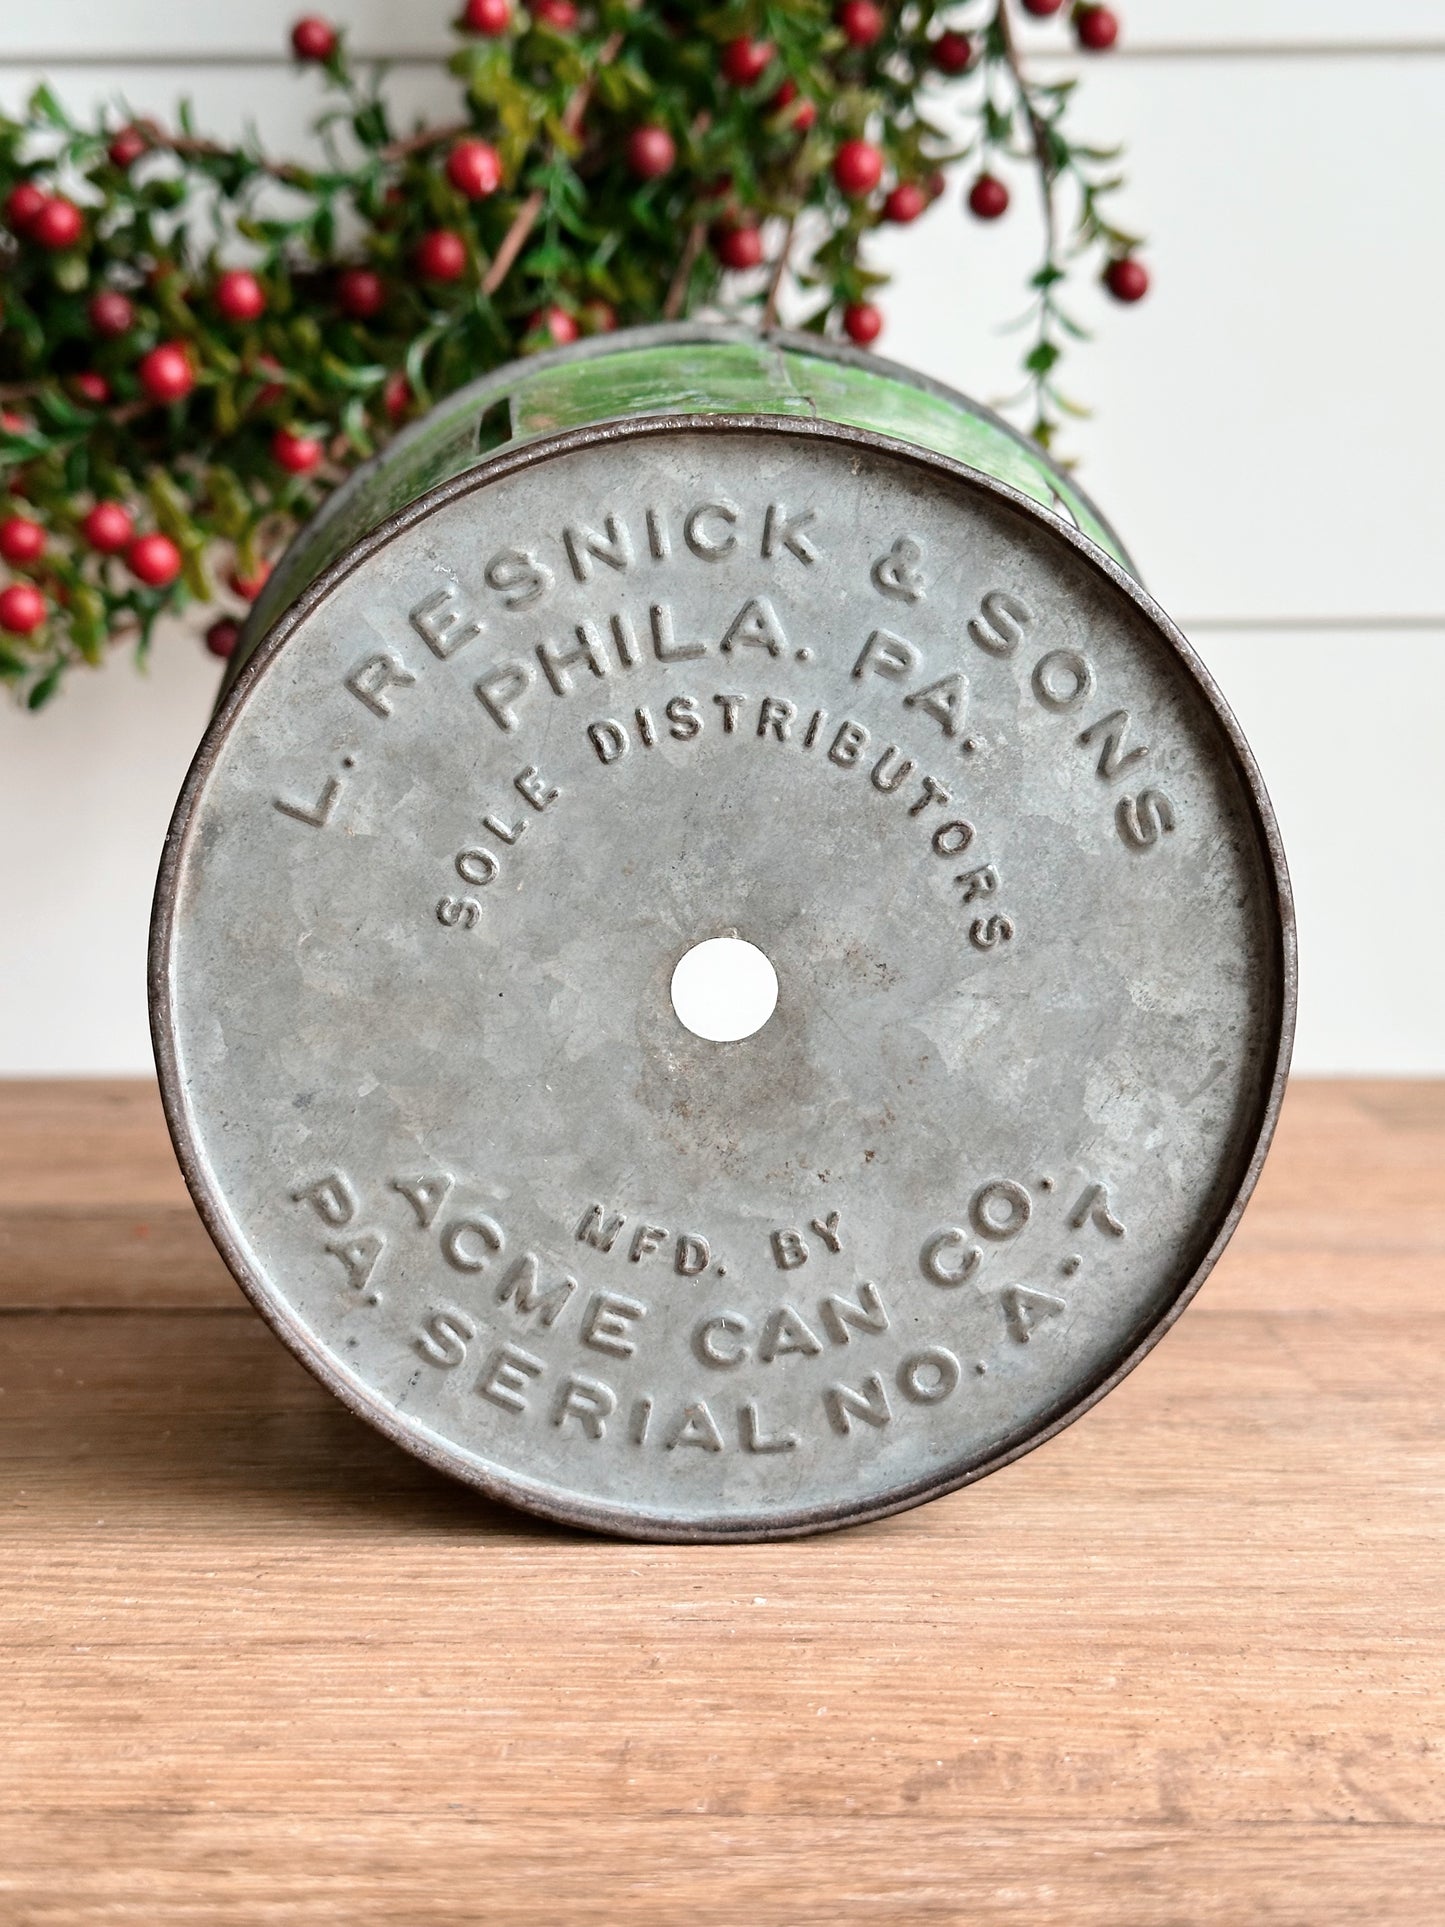 L. RESNICK & SONS
PHILA. PA.
SOLE DISTRIBUTORS
MFD. BY
ACME CAN CO.
PA. SERIAL NO. A-7